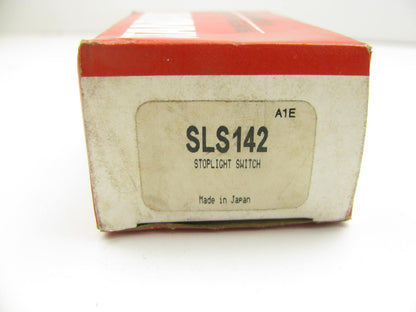 A1E
SLS142
STOPLIGHT SWITCH
Made in Japan